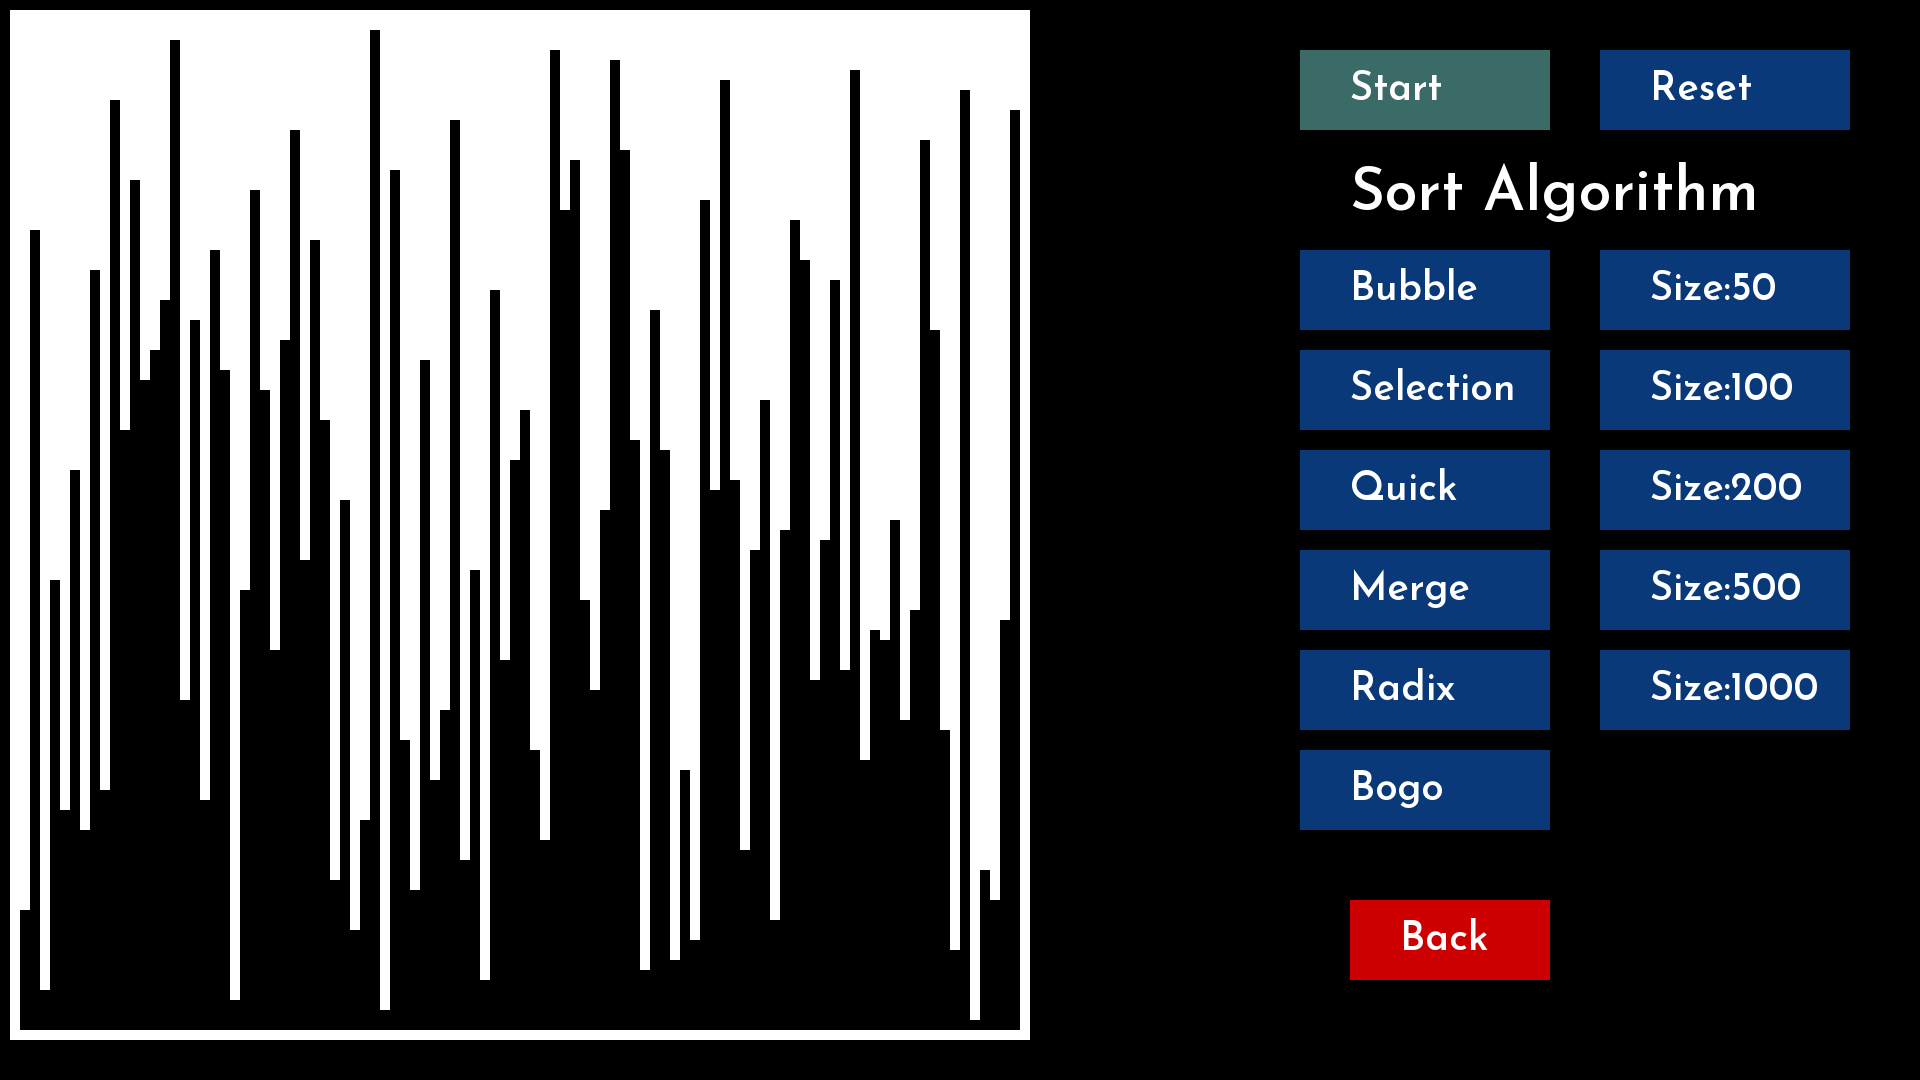 Start
Reset
Sort Algorithm
Bubble
Size:50
Selection
Size:100
Quick
Size:200
Merge
Size:500
Radix
Size:1000
Bogo
Back